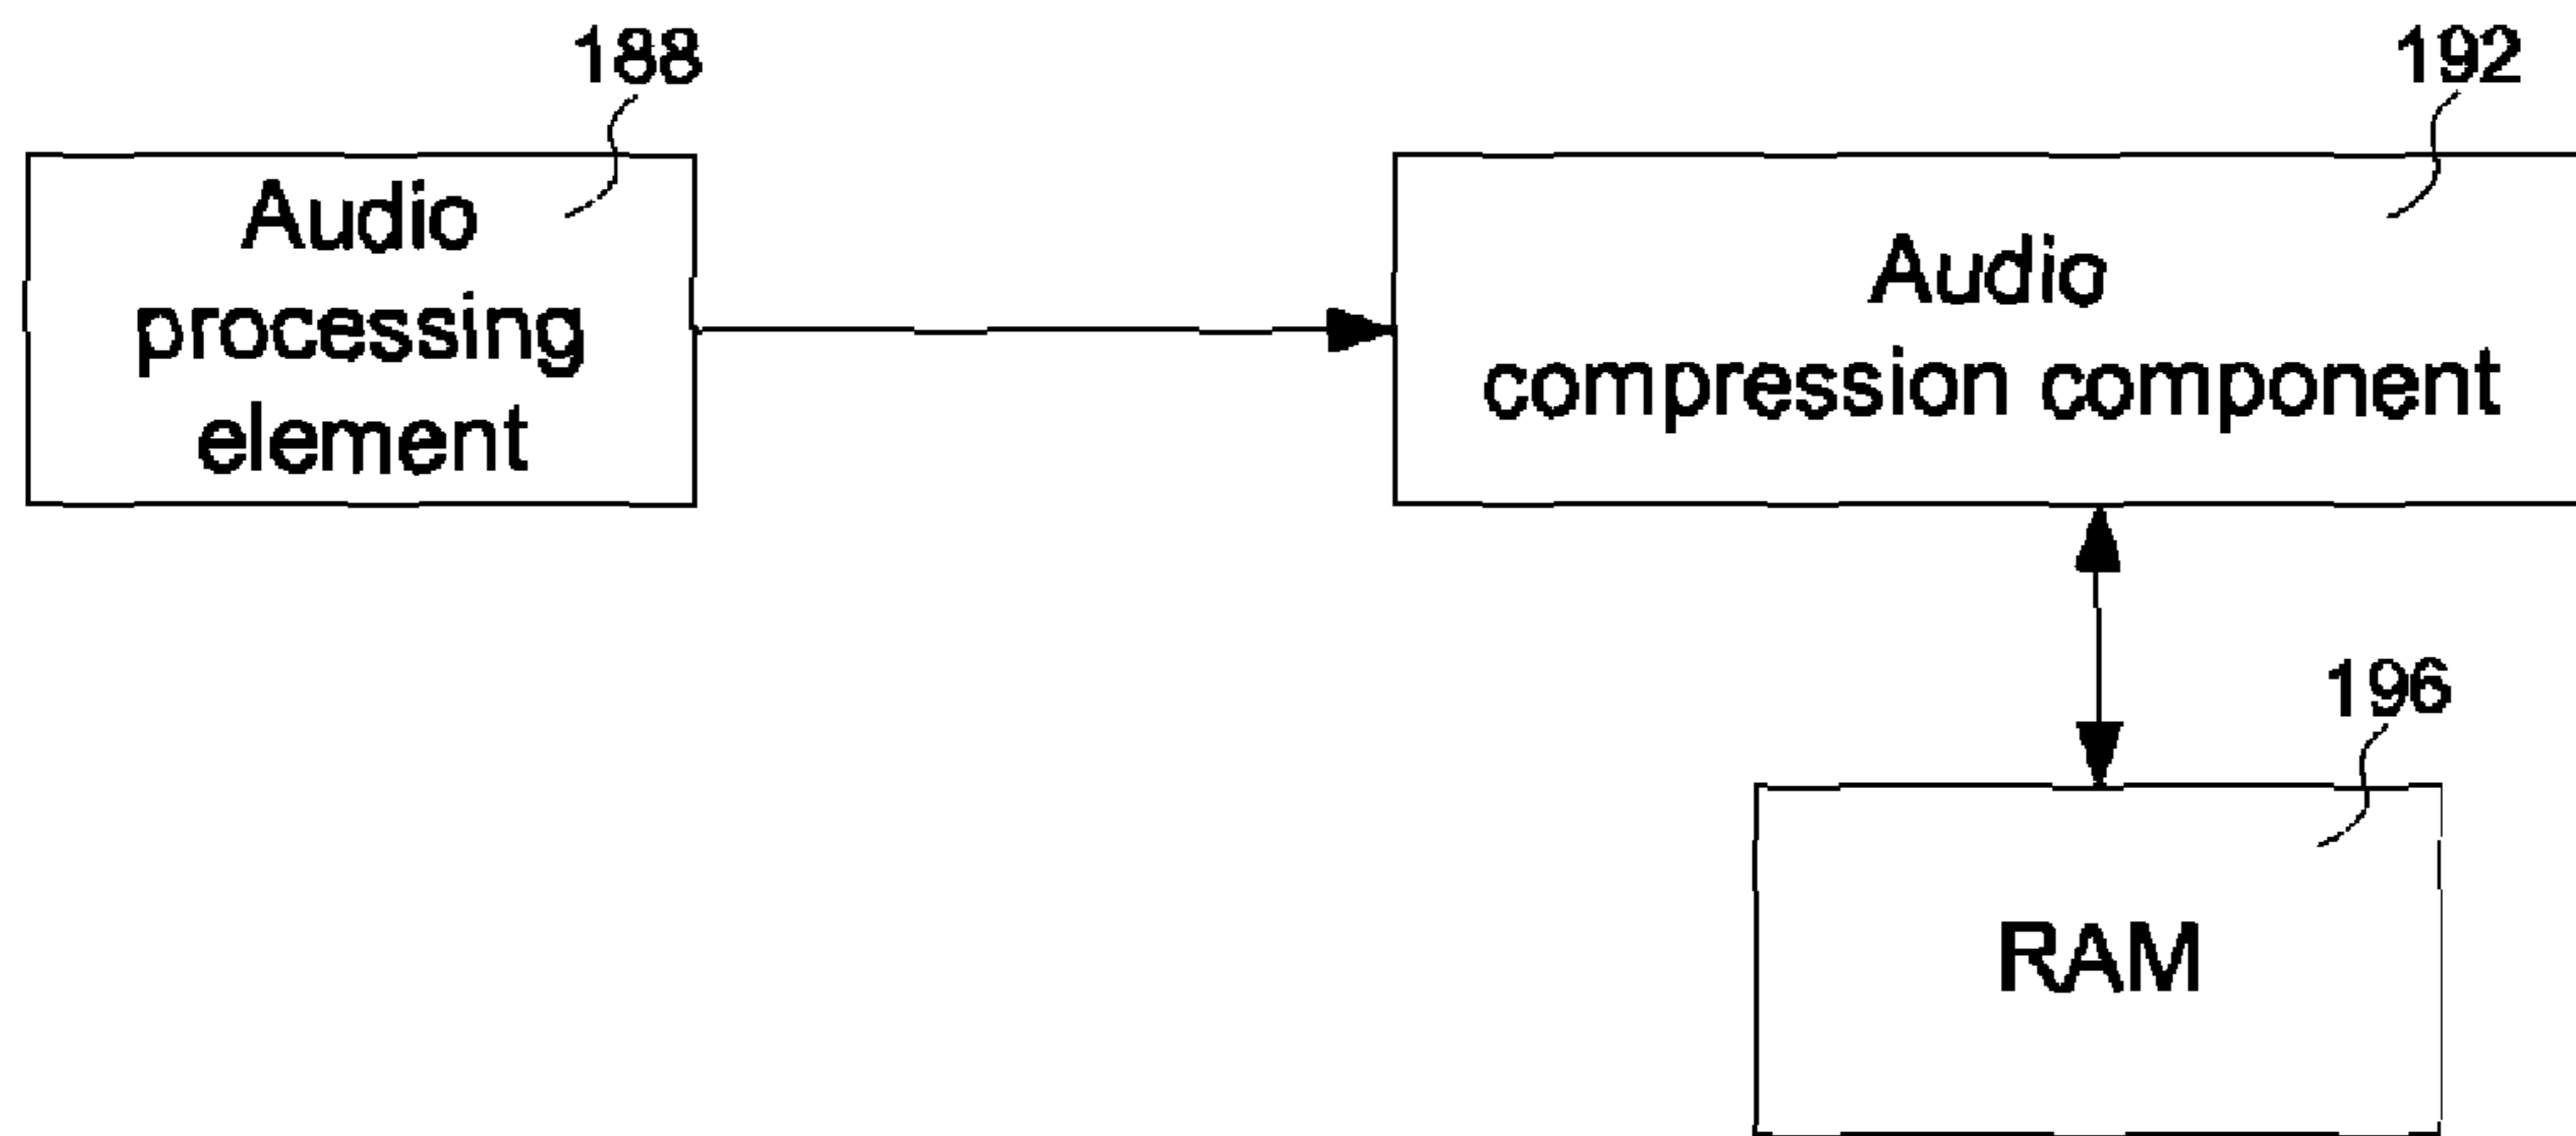 188
192
Audio
processing
element
Audio
compression component
196
RAM